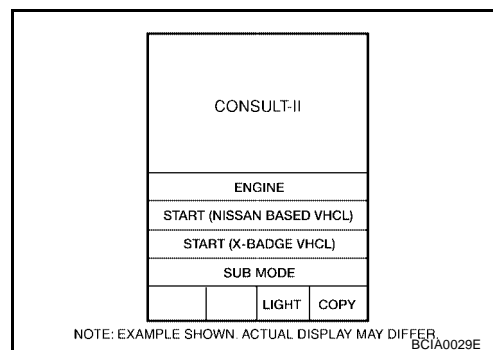 CONSULT-II
ENGINE
START (NISSAN BASED VHCL)
START (X-BADGE VHCL)
SUB MODE
LIGHT COPY
NOTE: EXAMPLE SHOWN. ACTUAL DISPLAY MAY DIFFER.
BCIA0029E